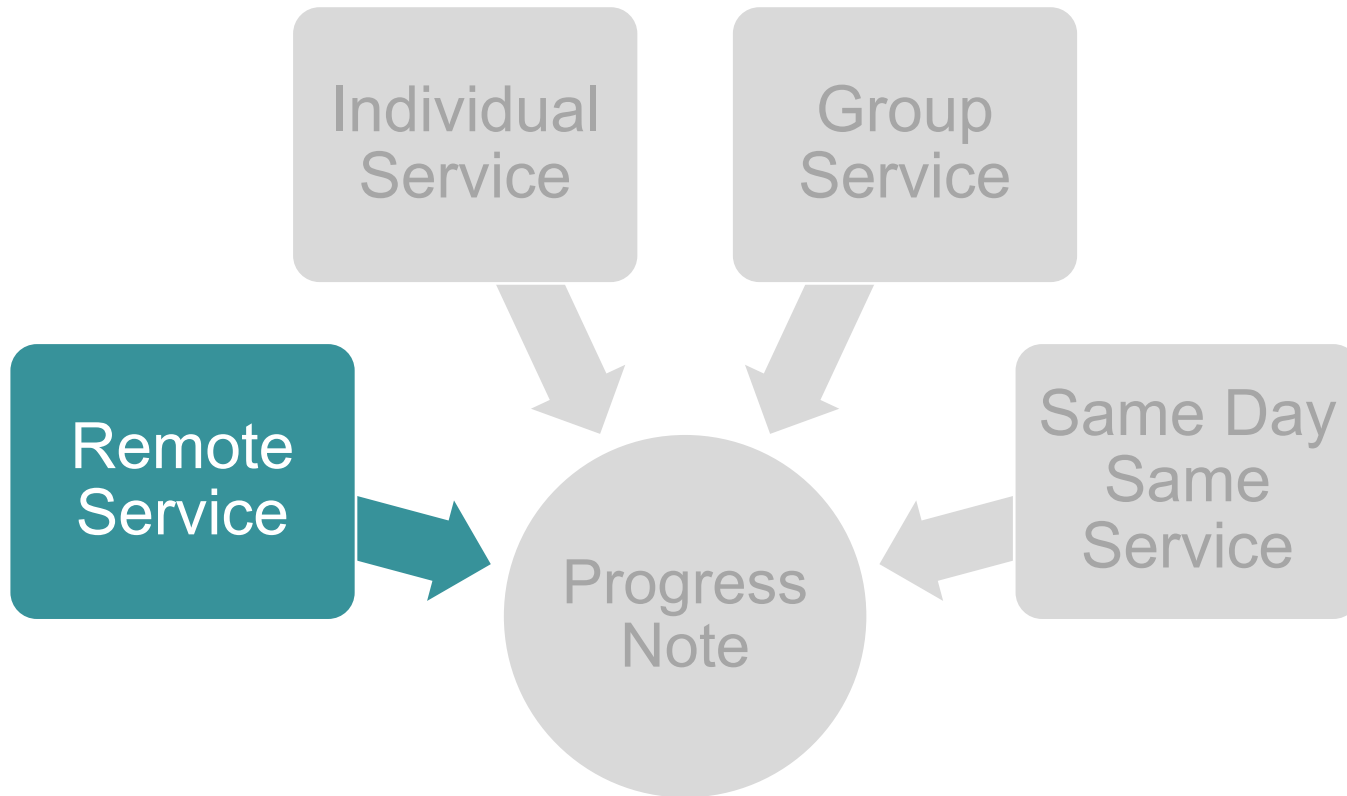 Individual
Service
Group
Service
Remote
Service
Same Day
Same
Service
Progress
Note